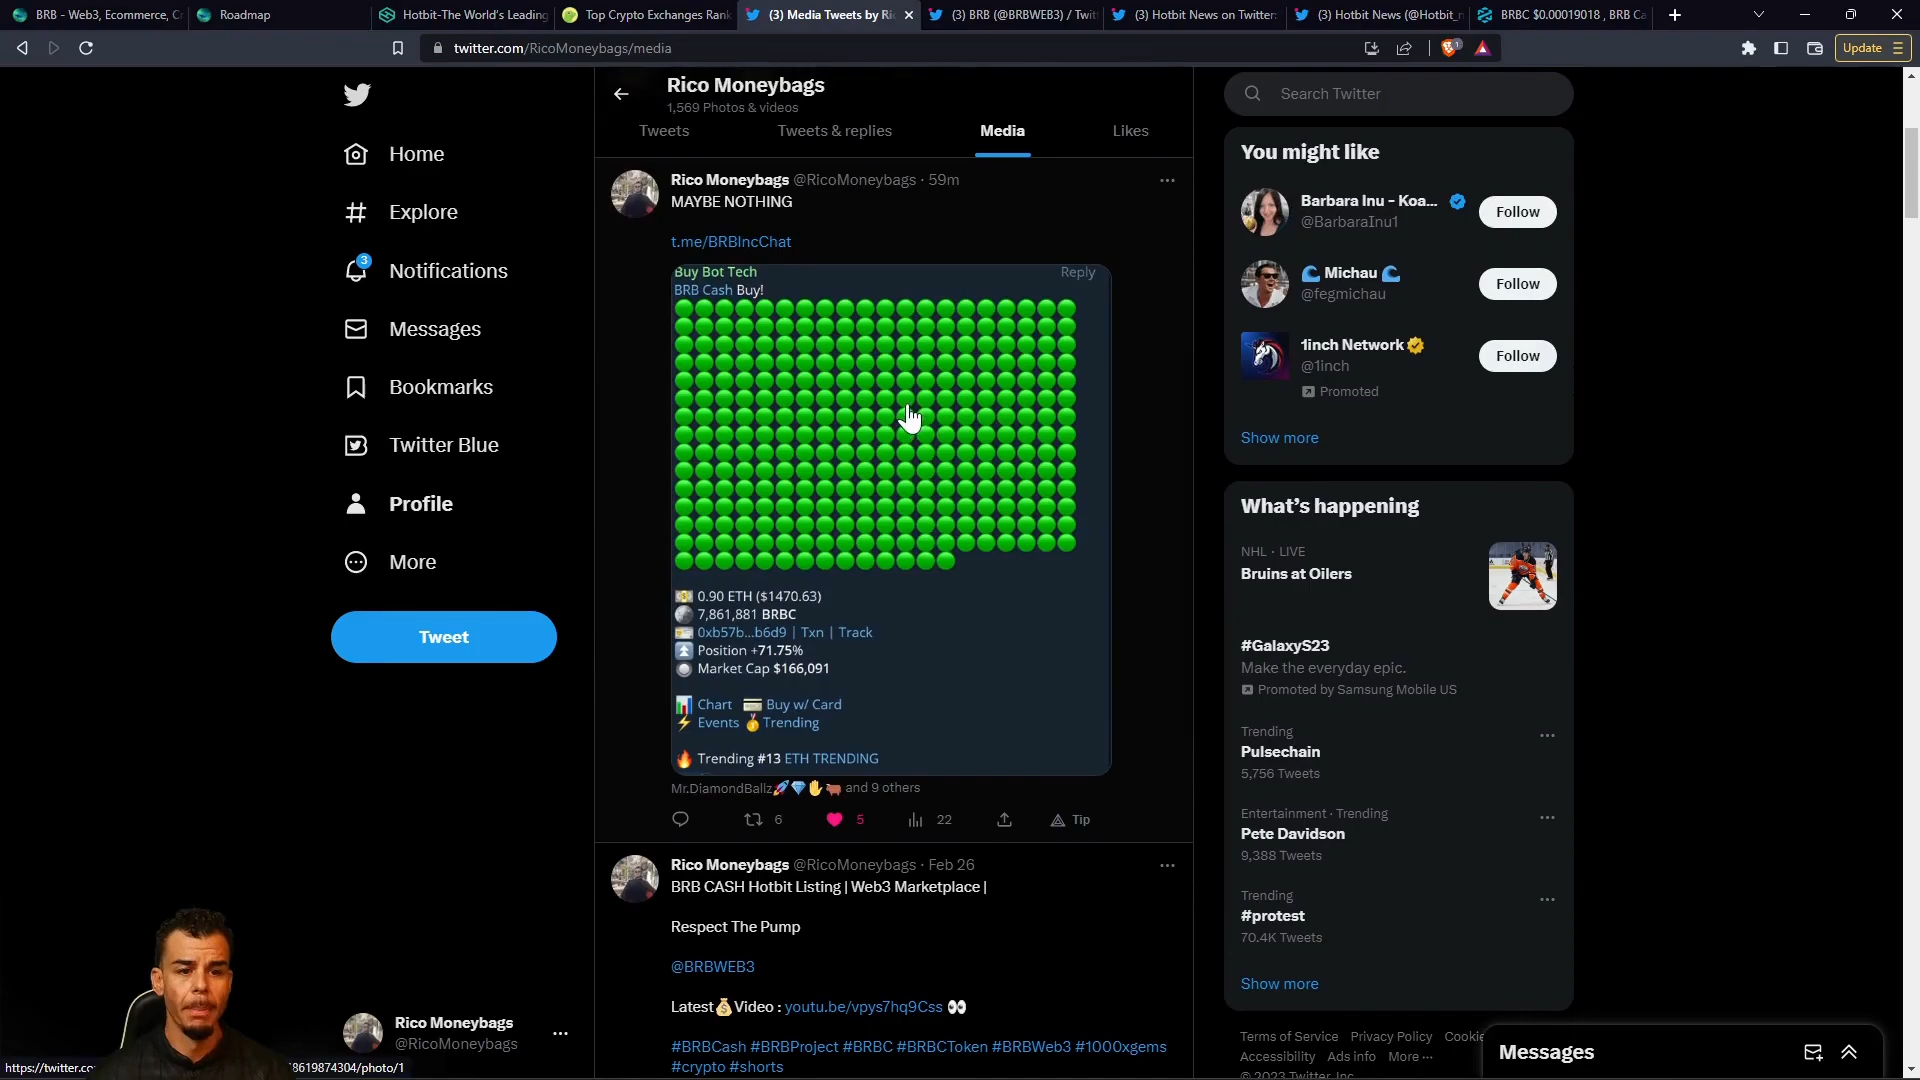 BRB - Web3, Ecommerce, Cr
Roadmap
Hotbit-The World's Leading
Top Crypto Exchanges Rank
(3) Media Tweets by Ri
(3) BRB (@BRBWEB3) / Twit
(3) Hotbit News on Twitter:
(3) Hotbit News (@Hotbit_n
BRBC $0.00019018 , BRB Ca
twitter.com/RicoMoneybags/media
1
Update
Home
Explore
3
Notifications
Messages
Bookmarks
Twitter Blue
Profile
More
Tweet
Rico Moneybags
@RicoMoneybags
https://twitter.co
8619874304/photo/1
Rico Moneybags
1,569 Photos & videos
Tweets
Tweets & replies
Media
Likes
Rico Moneybags @RicoMoneybags · 59m
MAYBE NOTHING
t.me/BRBIncChat
Buy Bot Tech
Reply
BRB Cash Buy!
0.90 ETH ($1470.63)
7,861,881 BRBC
0xb57b...b6d9 | Txn | Track
Position +71.75%
Market Cap $166,091
Chart Buy w/ Card
Events Trending
Trending #13 ETH TRENDING
Mr.DiamondBallz🚀💎✋🐂 and 9 others
6
5
22
Tip
Rico Moneybags @RicoMoneybags · Feb 26
BRB CASH Hotbit Listing | Web3 Marketplace |
Respect The Pump
@BRBWEB3
Latest💰Video : youtu.be/vpys7hq9Css 👀
#BRBCash #BRBProject #BRBC #BRBCToken #BRBWeb3 #1000xgems
#crypto #shorts
Search Twitter
You might like
Barbara Inu - Koa...
@BarbaraInu1
Follow
🌊 Michau 🌊
@fegmichau
Follow
1inch Network
@1inch
Promoted
Follow
Show more
What's happening
NHL · LIVE
Bruins at Oilers
#GalaxyS23
Make the everyday epic.
Promoted by Samsung Mobile US
Trending
Pulsechain
5,756 Tweets
Entertainment · Trending
Pete Davidson
9,388 Tweets
Trending
#protest
70.4K Tweets
Show more
Terms of Service Privacy Policy Cookie
Accessibility Ads info More ···
© 2023 Twitter, Inc.
Messages